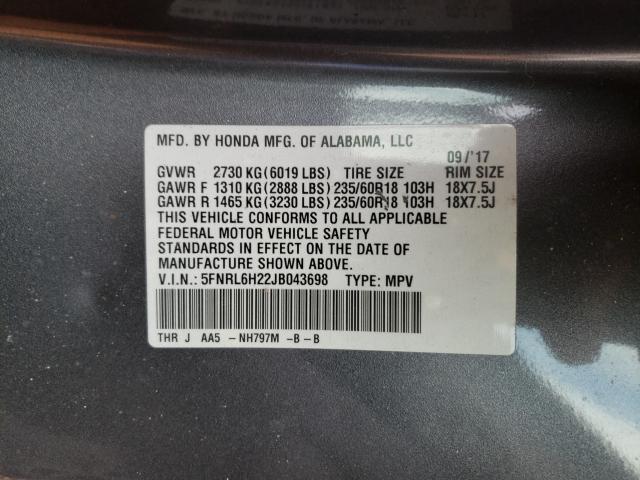 MFD. BY HONDA MFG. OF ALABAMA, LLC
09/'17
GVWR 2730 KG(6019 LBS) TIRE SIZE RIM SIZE
GAWR F 1310 KG(2888 LBS) 235/60R18 103H 18X7.5J
GAWR R 1465 KG(3230 LBS) 235/60R18 103H 18X7.5J
THIS VEHICLE CONFORMS TO ALL APPLICABLE
FEDERAL MOTOR VEHICLE SAFETY
STANDARDS IN EFFECT ON THE DATE OF
MANUFACTURE SHOWN ABOVE.
V.I.N.: 5FNRL6H22JB043698 TYPE: MPV
THR J AA5 -NH797M -B-B